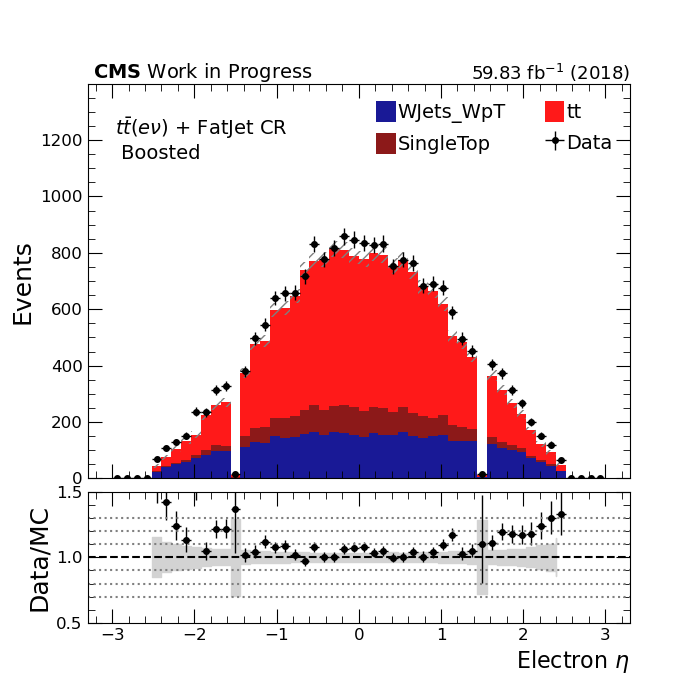 CMS Work in Progress 59.83 fb⁻¹ (2018)
tt̄(eν) + FatJet CR
Boosted
WJets_WpT tt
SingleTop Data
Events
1200
1000
800
600
400
200
0
Data/MC
1.5
1.0
0.5
−3 −2 −1 0 1 2 3
Electron η